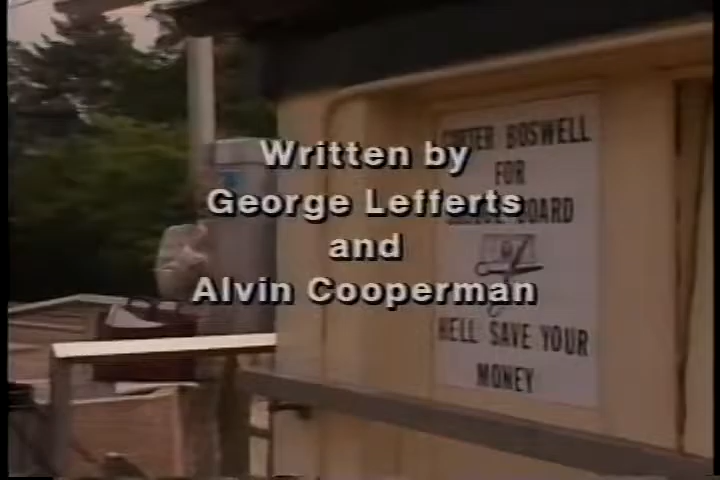 Written by
George Lefferts
and
Alvin Cooperman
BOSWELL
FOR
BOARD
HELL SAVE YOUR
MONEY